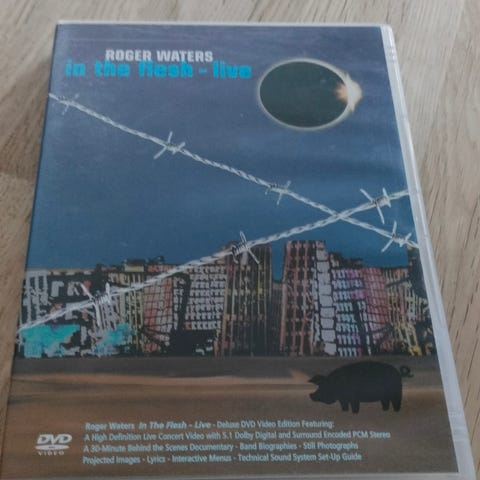 ROGER WATERS
in the flesh - live
Roger Waters In The Flesh - Live - Deluxe DVD Video Edition Featuring:
A High Definition Live Concert Video with 5.1 Dolby Digital and Surround Encoded PCM Stereo
A 30-Minute Behind the Scenes Documentary - Band Biographies - Still Photographs
Projected Images - Lyrics - Interactive Menus - Technical Sound System Set-Up Guide
DVD
VIDEO